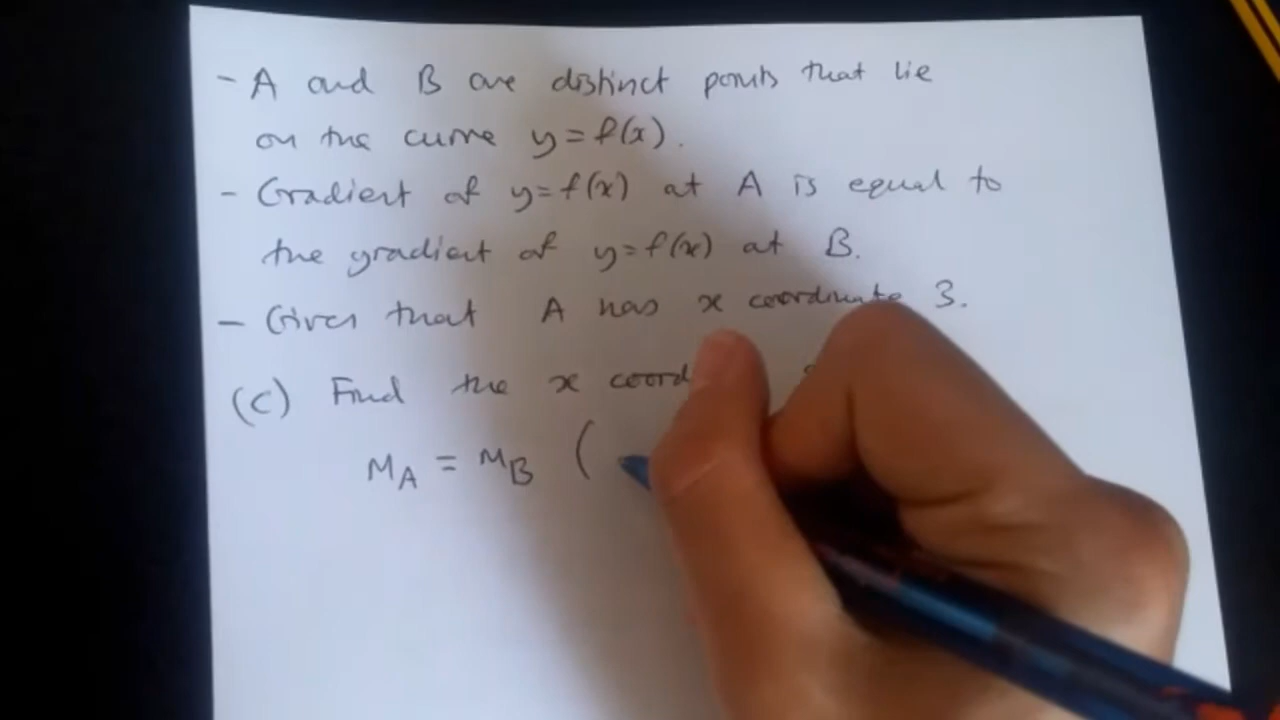 - A and B are distinct points that lie
on the curve y=f(x).
- Gradient of y=f(x) at A is equal to
the gradient of y=f(x) at B.
- Given that A has x coordinate 3.
(c) Find the x coord
M_A = M_B (